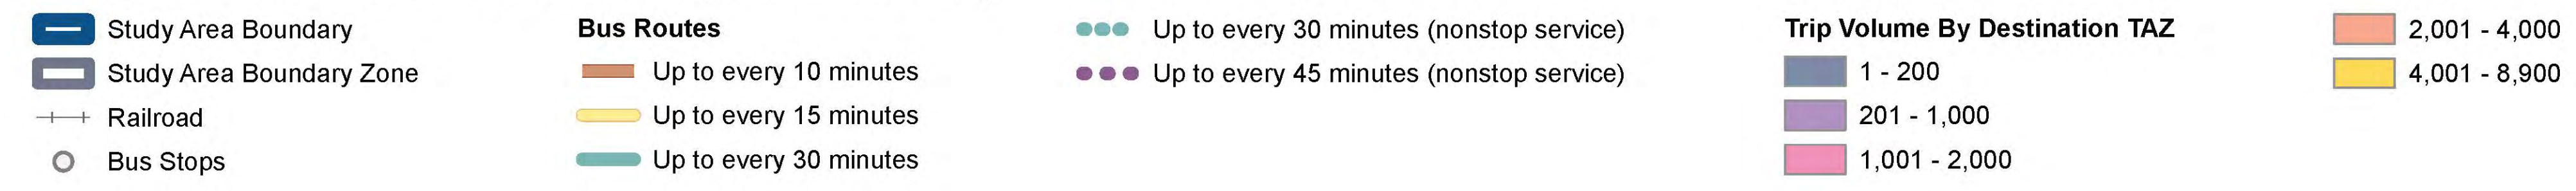 Study Area Boundary
Study Area Boundary Zone
Railroad
Bus Stops
Bus Routes
Up to every 10 minutes
Up to every 15 minutes
Up to every 30 minutes
Up to every 30 minutes (nonstop service)
Up to every 45 minutes (nonstop service)
Trip Volume By Destination TAZ
1 - 200
201 - 1,000
1,001 - 2,000
2,001 - 4,000
4,001 - 8,900